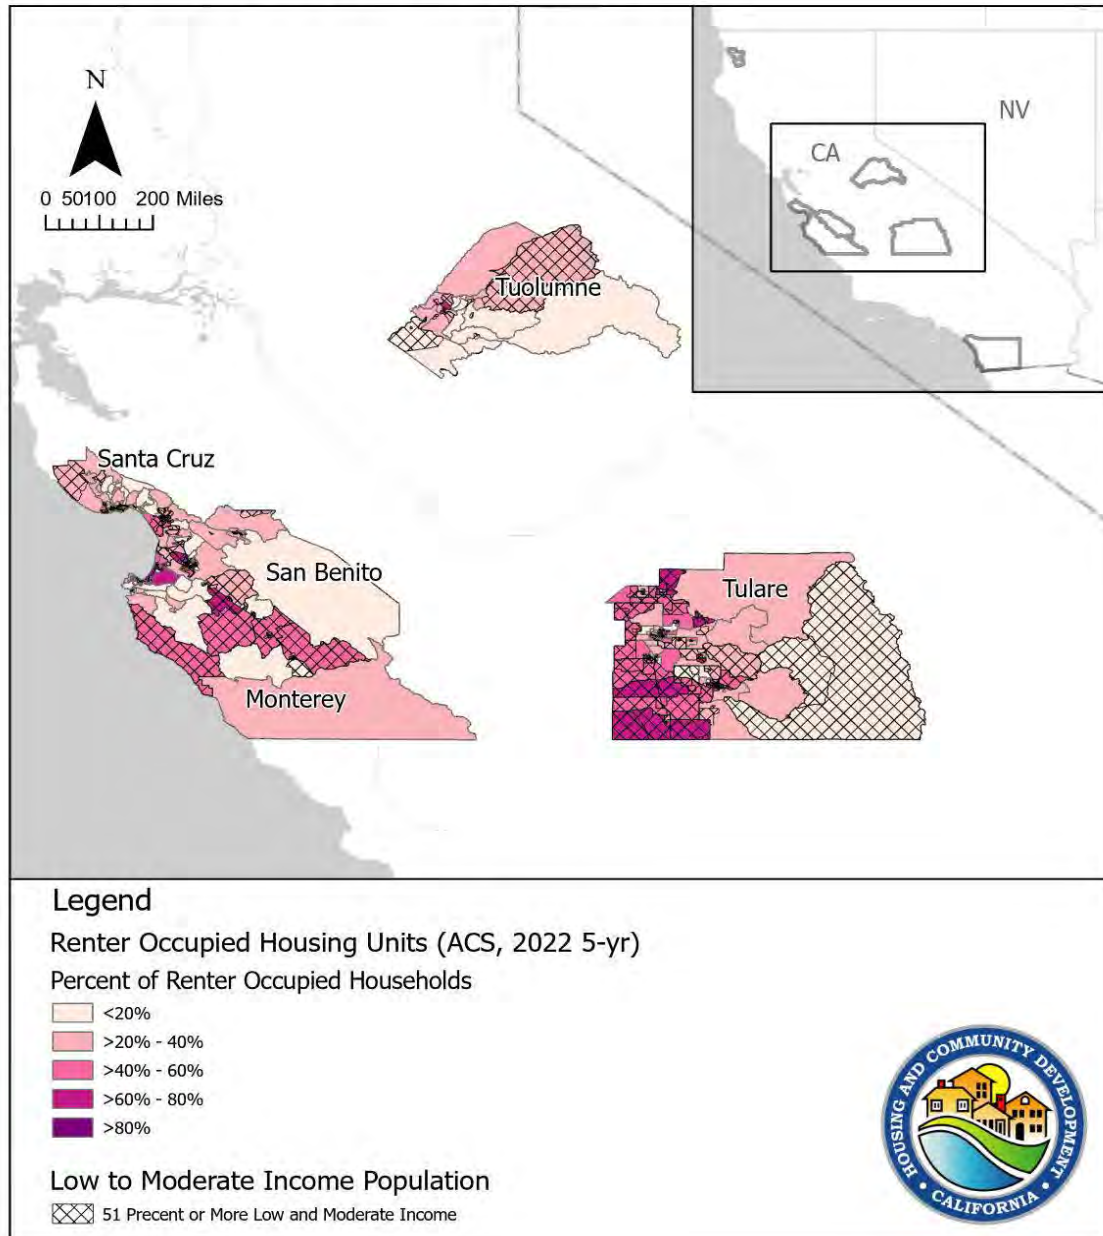 N
0 50100 200 Miles
NV
CA
Tuolumne
Santa Cruz
San Benito
Tulare
Monterey
Legend
Renter Occupied Housing Units (ACS, 2022 5-yr)
Percent of Renter Occupied Households
<20%
>20% - 40%
>40% - 60%
>60% - 80%
>80%
Low to Moderate Income Population
51 Precent or More Low and Moderate Income
HOUSING AND COMMUNITY DEVELOPMENT
• CALIFORNIA •